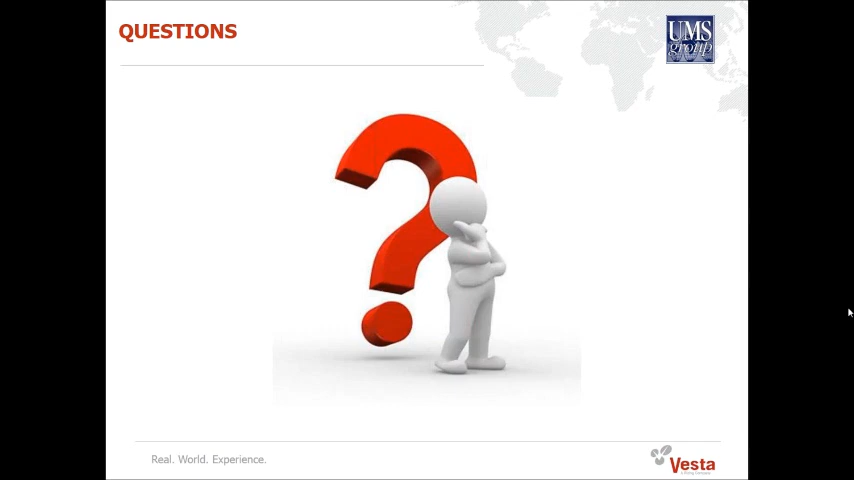 QUESTIONS
UMS
group
Real. World. Experience.
Vesta